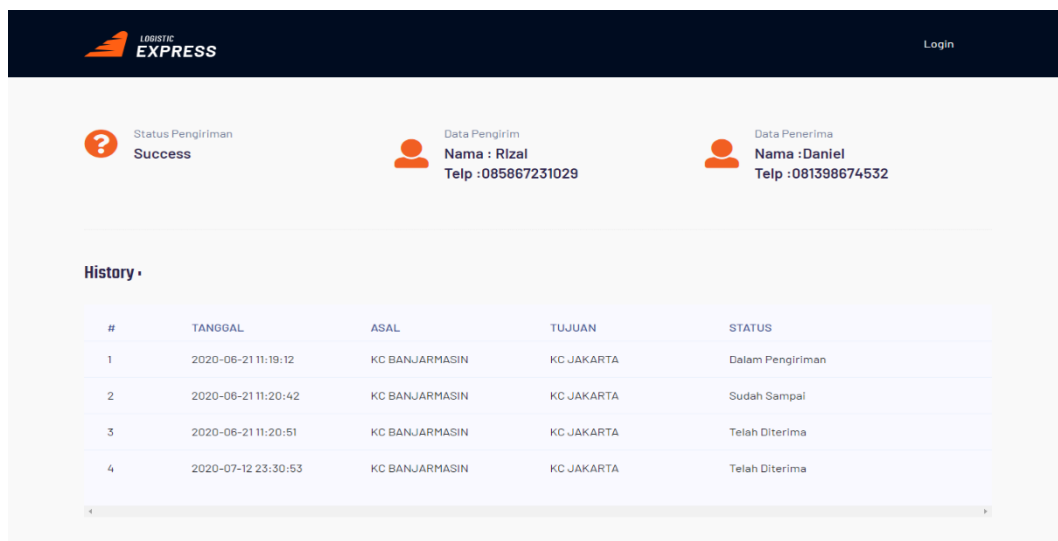 LOGISTIC
EXPRESS
Login
Status Pengiriman
Success
Data Pengirim
Nama : RIzal
Telp :085867231029
Data Penerima
Nama :Daniel
Telp :081398674532
History :
# TANGGAL ASAL TUJUAN STATUS
1 2020-06-21 11:19:12 KC BANJARMASIN KC JAKARTA Dalam Pengiriman
2 2020-06-21 11:20:42 KC BANJARMASIN KC JAKARTA Sudah Sampai
3 2020-06-21 11:20:51 KC BANJARMASIN KC JAKARTA Telah Diterima
4 2020-07-12 23:30:53 KC BANJARMASIN KC JAKARTA Telah Diterima